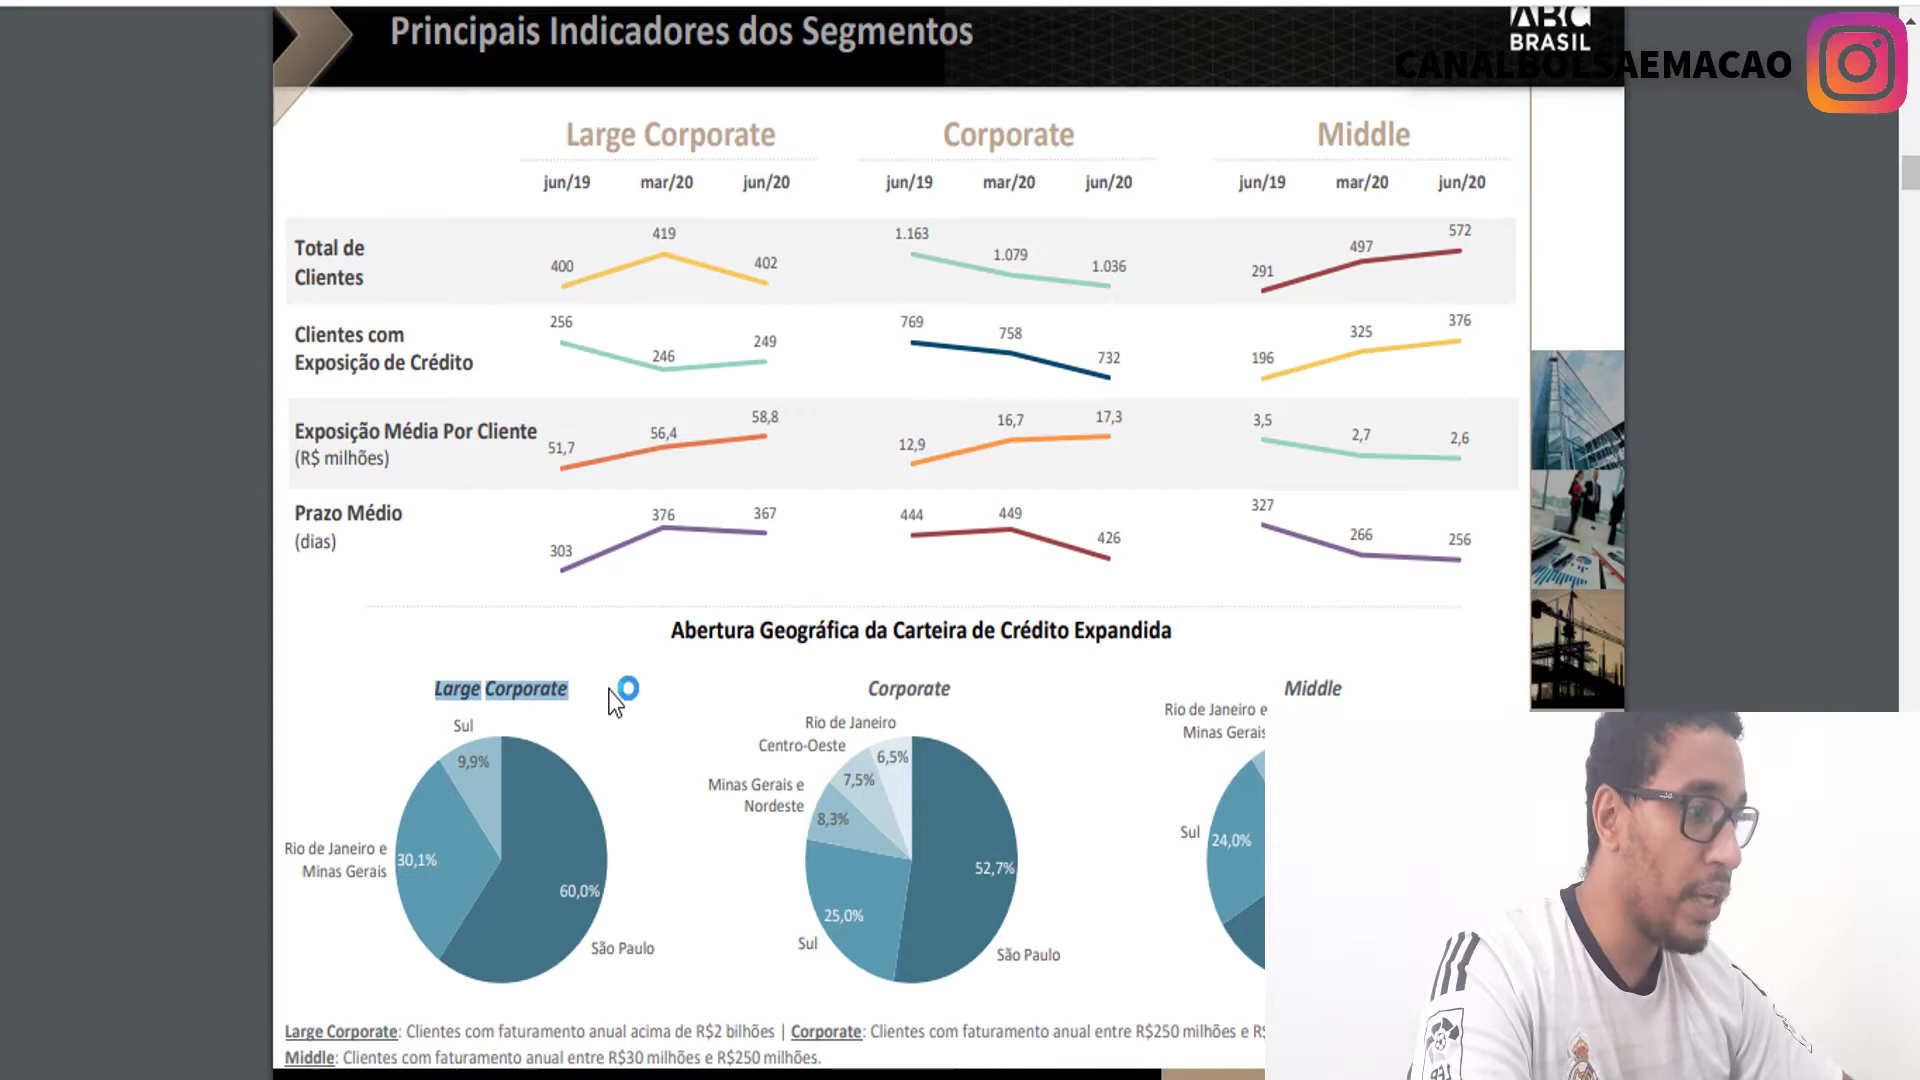 Principais Indicadores dos Segmentos
ABC
BRASIL
CANALBOLSAEMACAO
Large Corporate
Corporate
Middle
jun/19 mar/20 jun/20
jun/19 mar/20 jun/20
jun/19 mar/20 jun/20
Total de
Clientes
400 419 402
1.163 1.079 1.036
291 497 572
Clientes com
Exposição de Crédito
256 246 249
769 758 732
196 325 376
Exposição Média Por Cliente
(R$ milhões)
51,7 56,4 58,8
12,9 16,7 17,3
3,5 2,7 2,6
Prazo Médio
(dias)
303 376 367
444 449 426
327 266 256
Abertura Geográfica da Carteira de Crédito Expandida
Large Corporate
Sul
9,9%
Rio de Janeiro e
Minas Gerais
30,1%
60,0%
São Paulo
Corporate
Rio de Janeiro
6,5%
Centro-Oeste
7,5%
Minas Gerais e
Nordeste
8,3%
52,7%
25,0%
Sul
São Paulo
Middle
Rio de Janeiro e
Minas Gerais
Sul
24,0%
Large Corporate: Clientes com faturamento anual acima de R$2 bilhões | Corporate: Clientes com faturamento anual entre R$250 milhões e R$
Middle: Clientes com faturamento anual entre R$30 milhões e R$250 milhões.